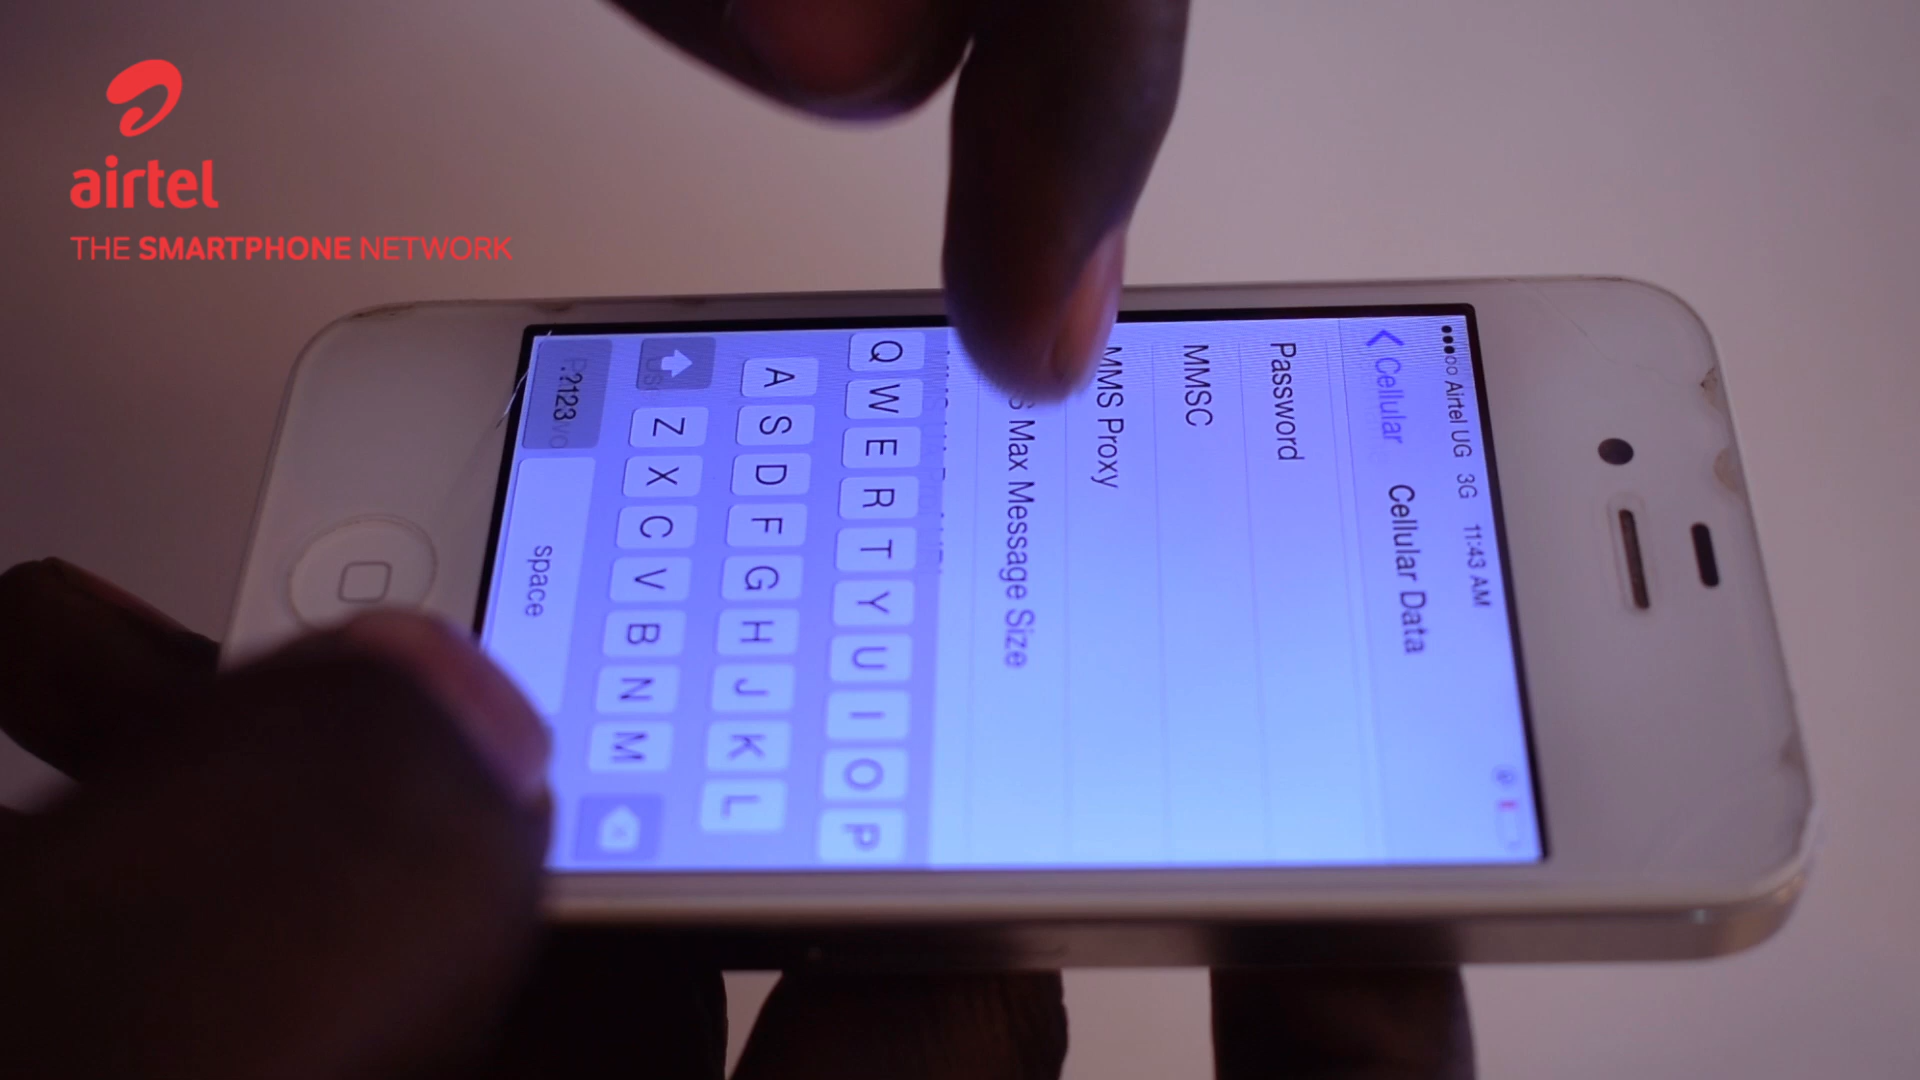 airtel
THE SMARTPHONE NETWORK
Airtel UG 3G 11:43 AM
Cellular
Cellular Data
Password
MMSC
MMS Proxy
Max Message Size
Q W E R T Y U I O P
A S D F G H J K L
Z X C V B N M
space